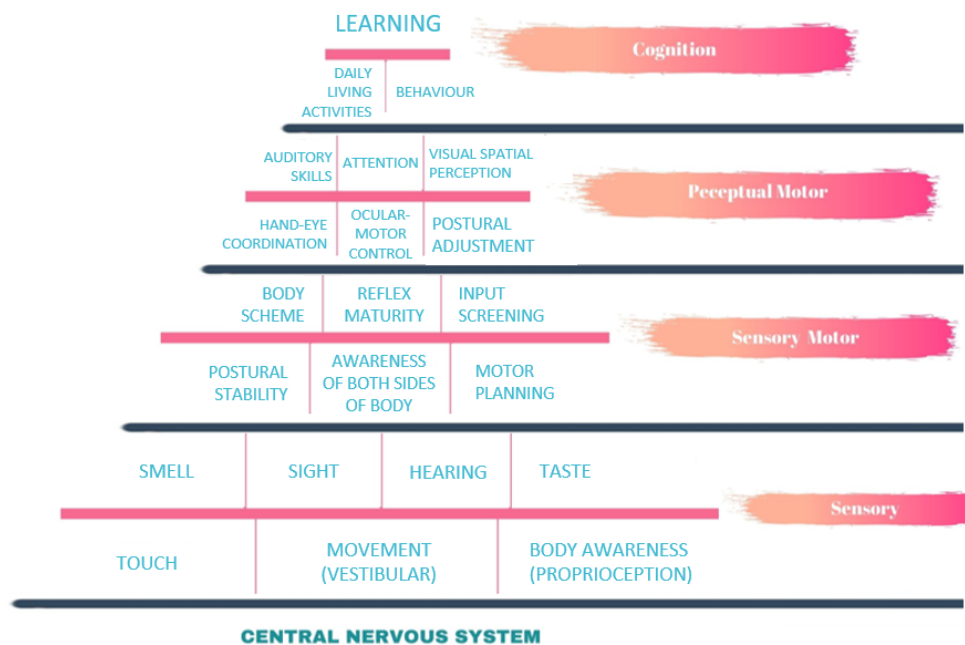 LEARNING
Cognition
DAILY
LIVING
ACTIVITIES
BEHAVIOUR
AUDITORY
SKILLS
ATTENTION
VISUAL SPATIAL
PERCEPTION
Peceptual Motor
HAND-EYE
COORDINATION
OCULAR-
MOTOR
CONTROL
POSTURAL
ADJUSTMENT
BODY
SCHEME
REFLEX
MATURITY
INPUT
SCREENING
Sensory Motor
POSTURAL
STABILITY
AWARENESS
OF BOTH SIDES
OF BODY
MOTOR
PLANNING
SMELL
SIGHT
HEARING
TASTE
Sensory
TOUCH
MOVEMENT
(VESTIBULAR)
BODY AWARENESS
(PROPRIOCEPTION)
CENTRAL NERVOUS SYSTEM